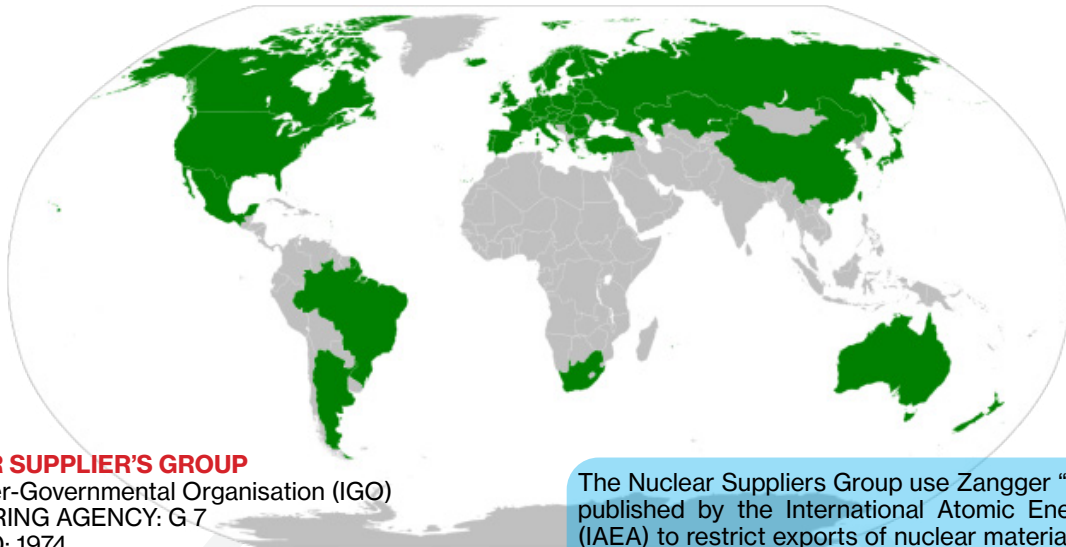 R SUPPLIER’S GROUP
er-Governmental Organisation (IGO)
RING AGENCY: G 7
D: 1974
The Nuclear Suppliers Group use Zangger “
published by the International Atomic Ene
(IAEA) to restrict exports of nuclear materia